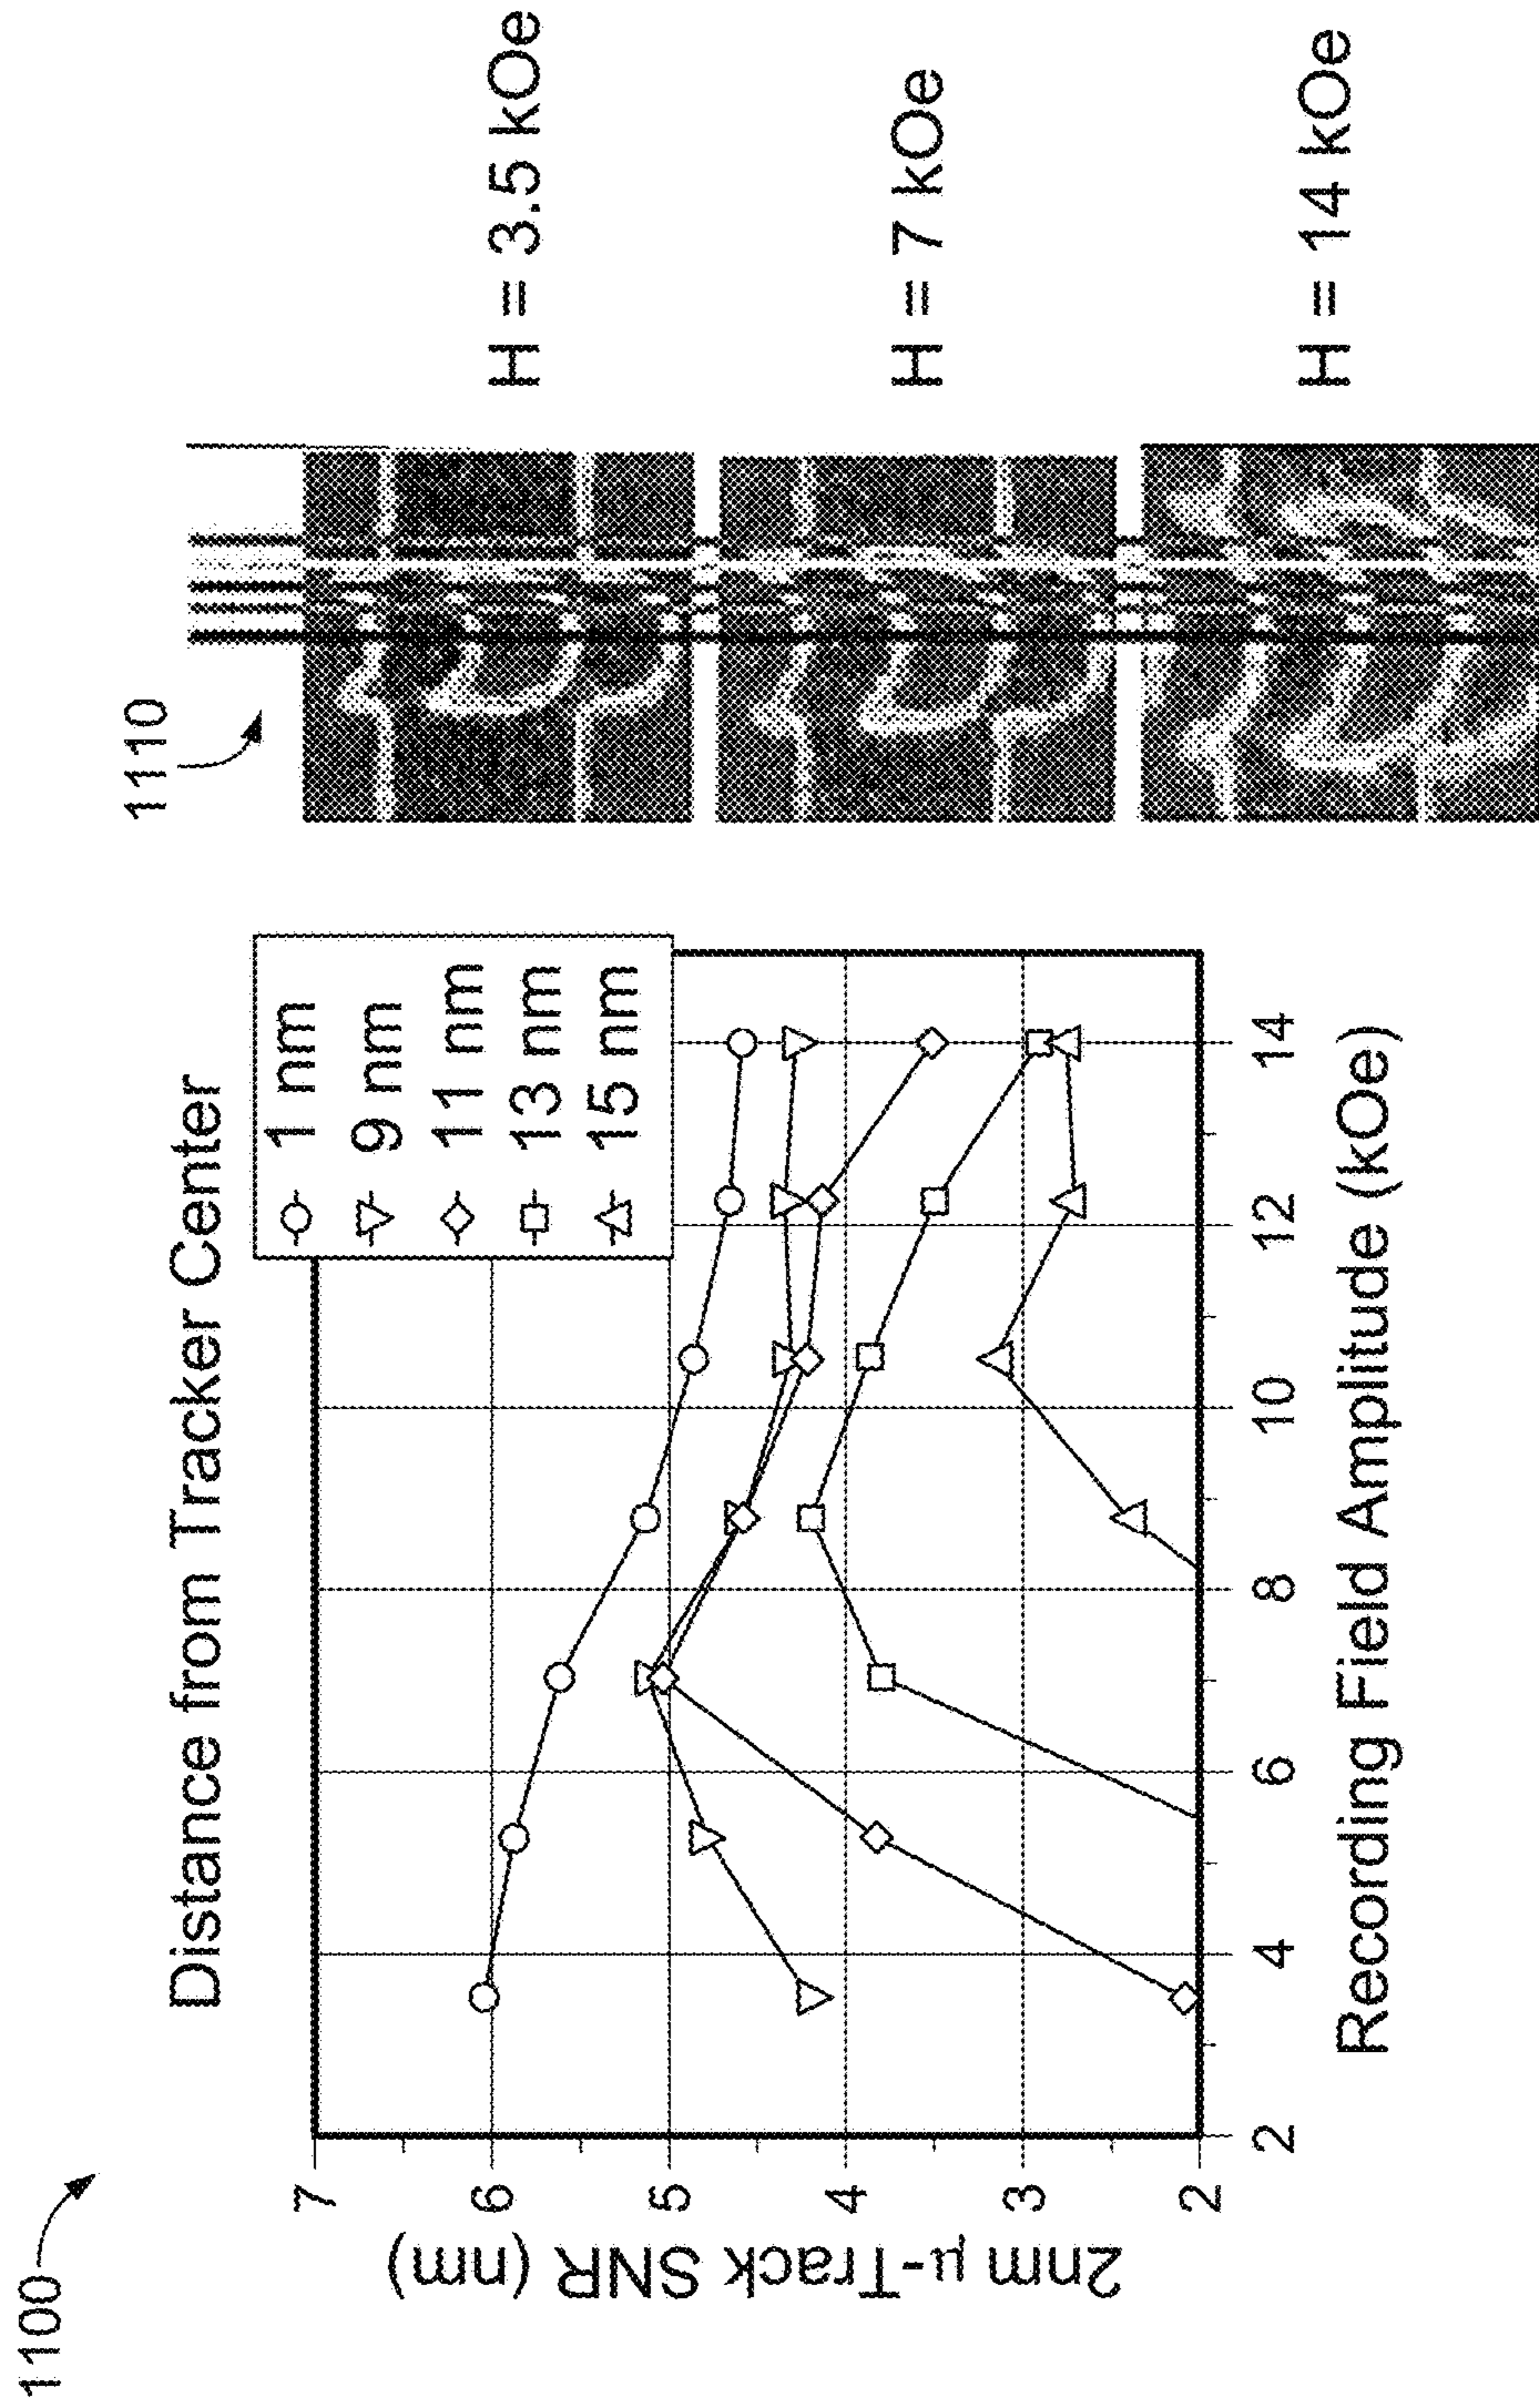 1100
Distance from Tracker Center
1 nm
9 nm
11 nm
13 nm
15 nm
2nm μ-Track SNR (nm)
7
6
5
4
3
2
2
4
6
8
10
12
14
Recording Field Amplitude (kOe)
1110
H = 3.5 kOe
H = 7 kOe
H = 14 kOe